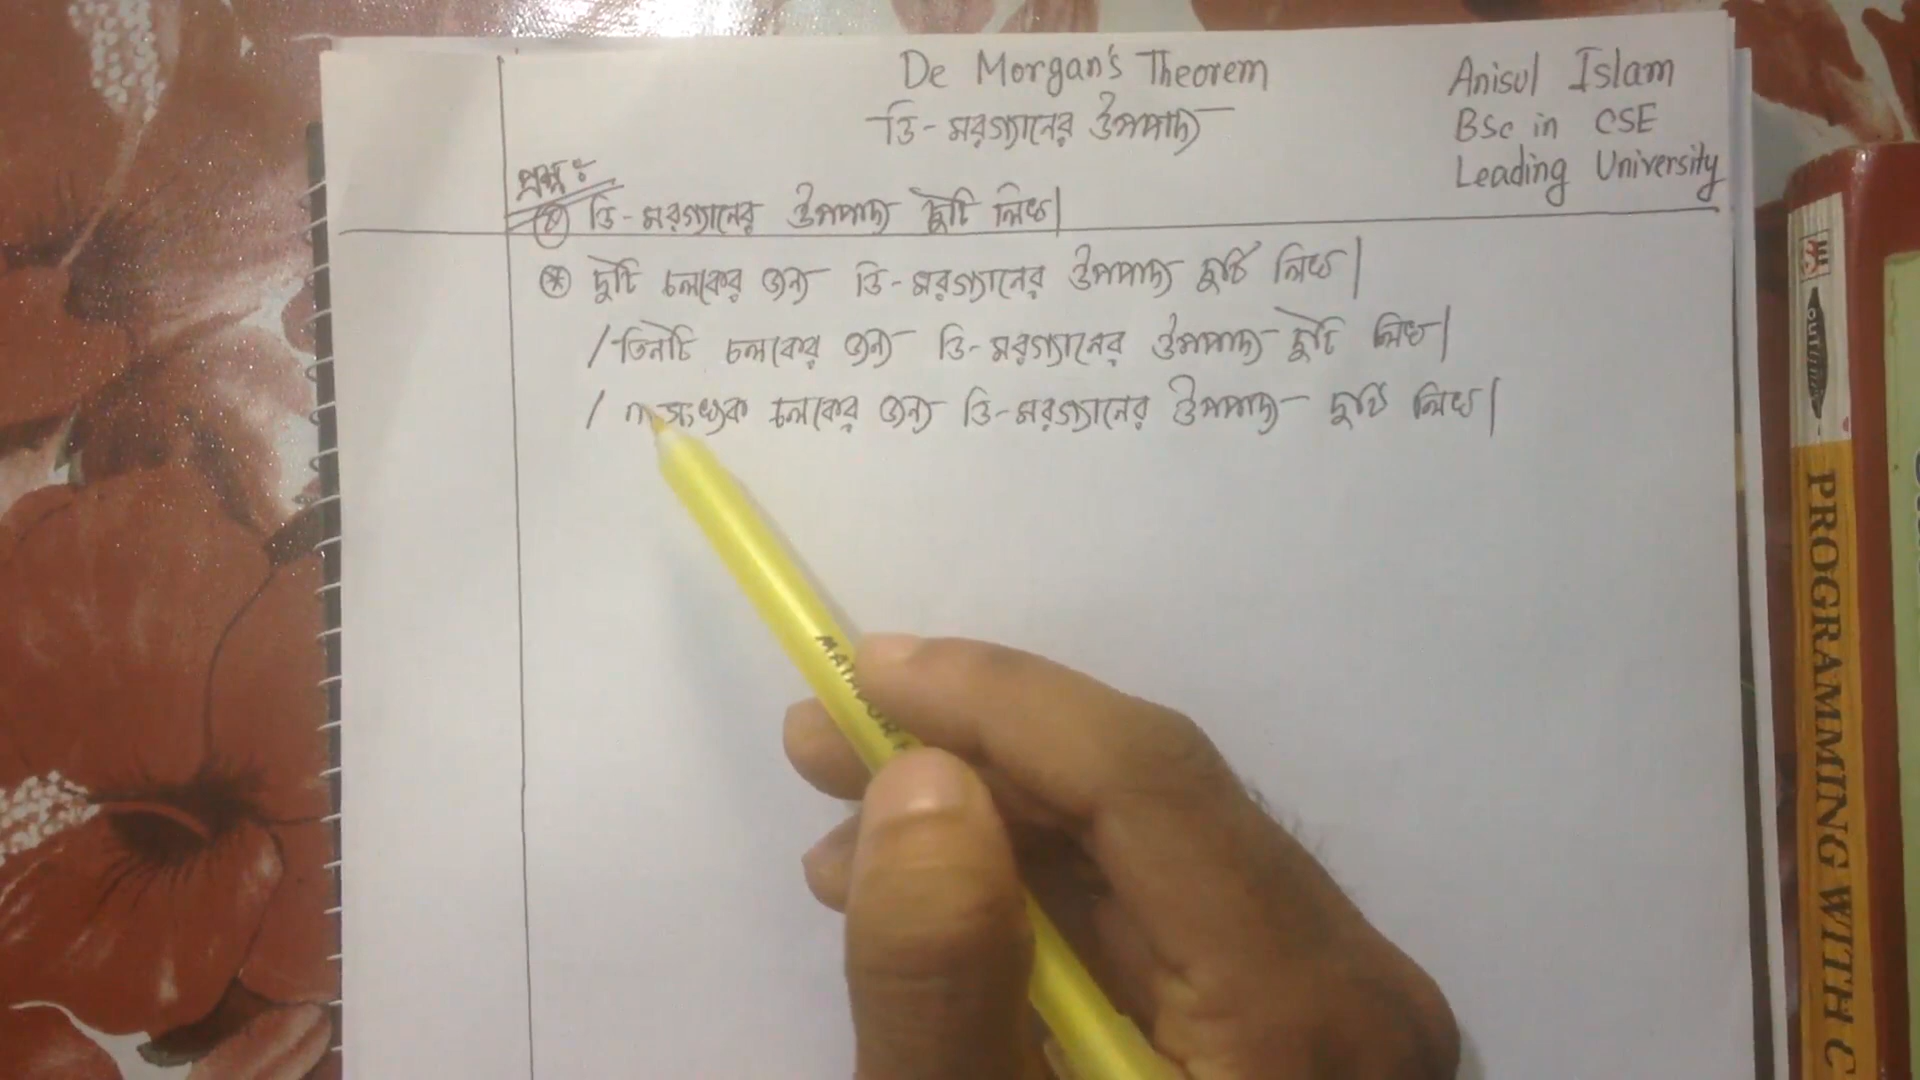 De Morgan's Theorem
ডি-মরগ্যানের উপপাদ্য
Anisul Islam
BSc in CSE
Leading University
প্রশ্নঃ
ডি-মরগ্যানের উপপাদ্য দুটি লিখ।
* দুটি চলকের জন্য ডি-মরগ্যানের উপপাদ্য দুটি লিখ।
/ তিনটি চলকের জন্য ডি-মরগ্যানের উপপাদ্য দুটি লিখ।
/ n সংখ্যক চলকের জন্য ডি-মরগ্যানের উপপাদ্য দুটি লিখ।
MATADOR
PROGRAMMING WITH C